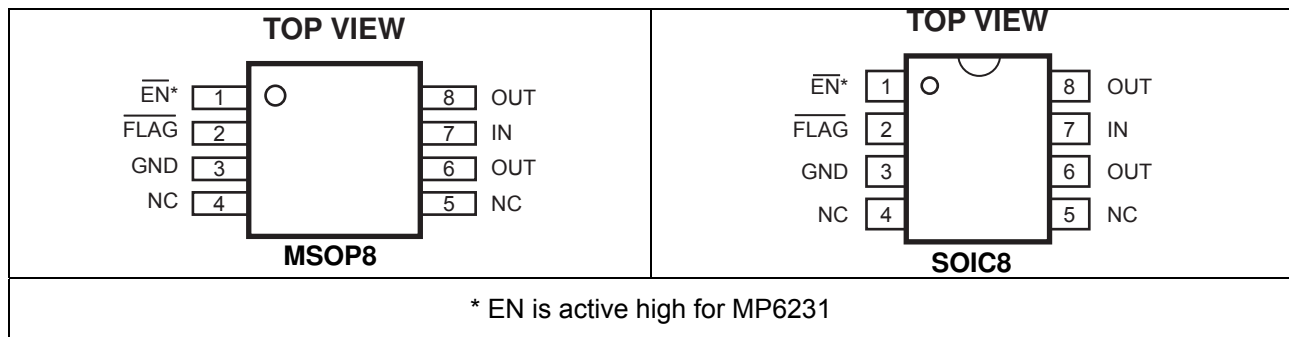 TOP VIEW
EN* 1 8 OUT
FLAG 2 7 IN
GND 3 6 OUT
NC 4 5 NC
MSOP8
TOP VIEW
EN* 1 8 OUT
FLAG 2 7 IN
GND 3 6 OUT
NC 4 5 NC
SOIC8
* EN is active high for MP6231